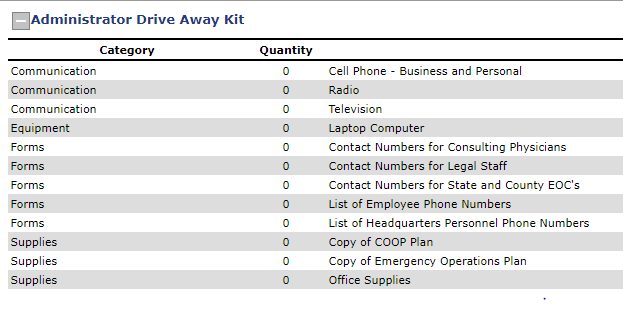 Administrator Drive Away Kit
Category Quantity
Communication 0 Cell Phone - Business and Personal
Communication 0 Radio
Communication 0 Television
Equipment 0 Laptop Computer
Forms 0 Contact Numbers for Consulting Physicians
Forms 0 Contact Numbers for Legal Staff
Forms 0 Contact Numbers for State and County EOC's
Forms 0 List of Employee Phone Numbers
Forms 0 List of Headquarters Personnel Phone Numbers
Supplies 0 Copy of COOP Plan
Supplies 0 Copy of Emergency Operations Plan
Supplies 0 Office Supplies